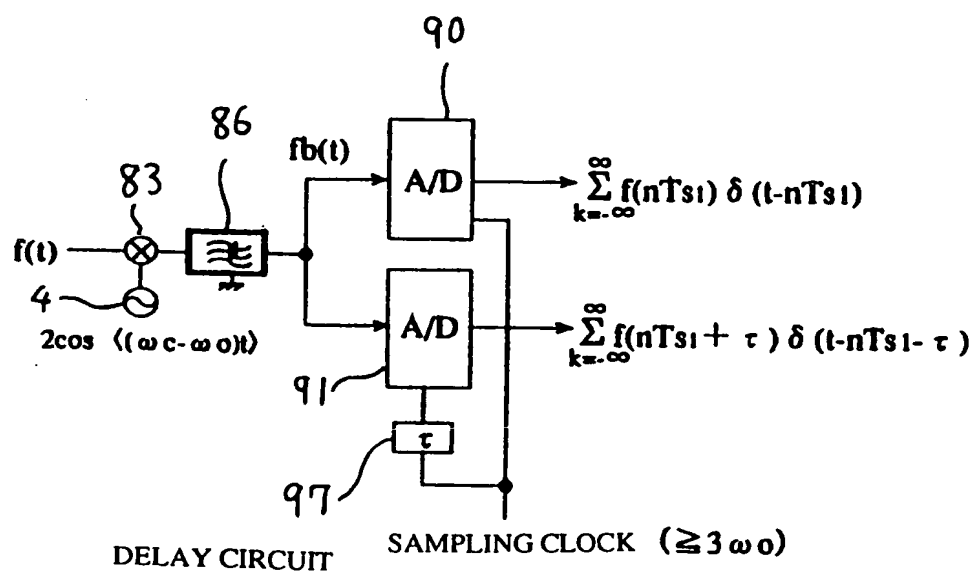 90
86
83
fb(t)
A/D
∞
Σ f(nTs1) δ (t-nTs1)
k=-∞
f(t)
4
2cos ⟨(ωc-ωo)t⟩
A/D
∞
Σ f(nTs1 + τ) δ (t-nTs1-τ)
k=-∞
91
τ
97
DELAY CIRCUIT
SAMPLING CLOCK (≧3ωo)